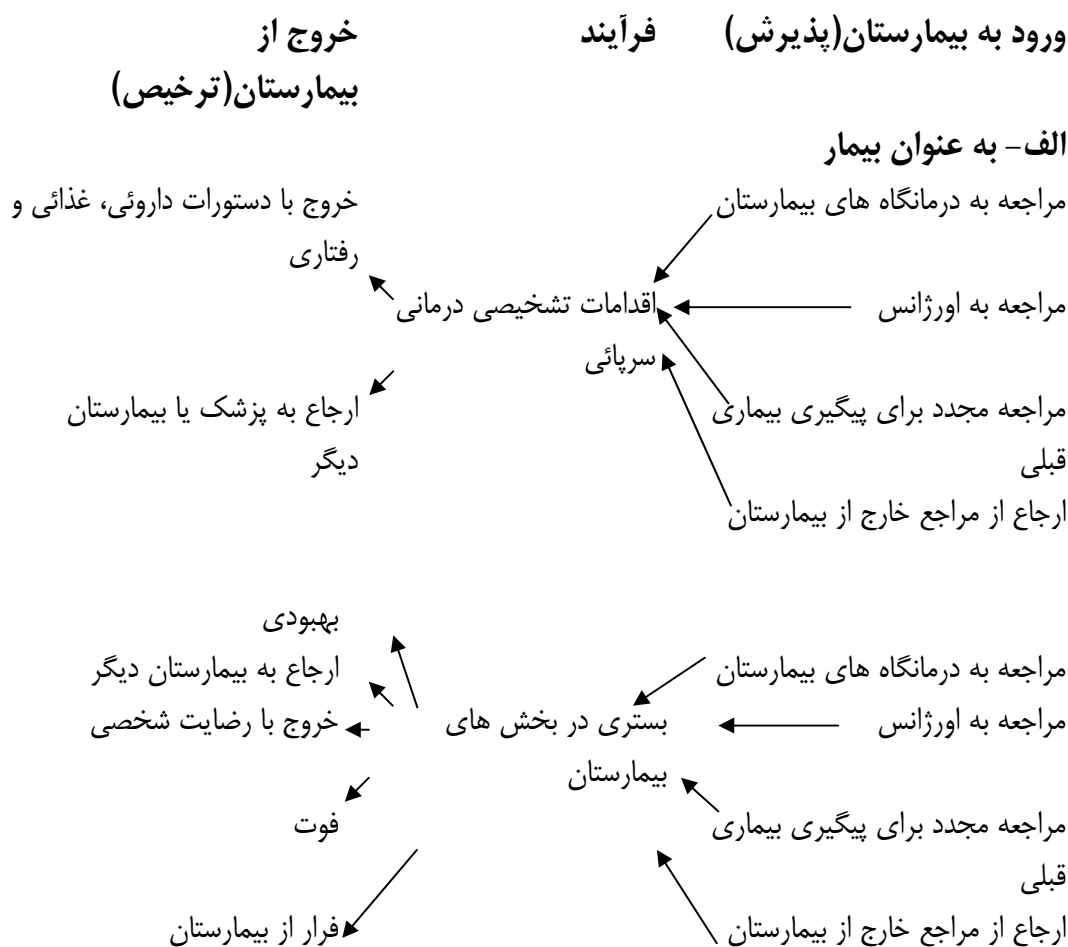 ورود به بیمارستان(پذیرش) فرآیند خروج از
بیمارستان(ترخیص)
الف- به عنوان بیمار
مراجعه به درمانگاه های بیمارستان خروج با دستورات داروئی، غذائی و
رفتاری
مراجعه به اورژانس اقدامات تشخیصی درمانی
سرپائی
مراجعه مجدد برای پیگیری بیماری ارجاع به پزشک یا بیمارستان
قبلی دیگر
ارجاع از مراجع خارج از بیمارستان
بهبودی
مراجعه به درمانگاه های بیمارستان ارجاع به بیمارستان دیگر
مراجعه به اورژانس بستری در بخش های خروج با رضایت شخصی
بیمارستان
مراجعه مجدد برای پیگیری بیماری فوت
قبلی
ارجاع از مراجع خارج از بیمارستان فرار از بیمارستان